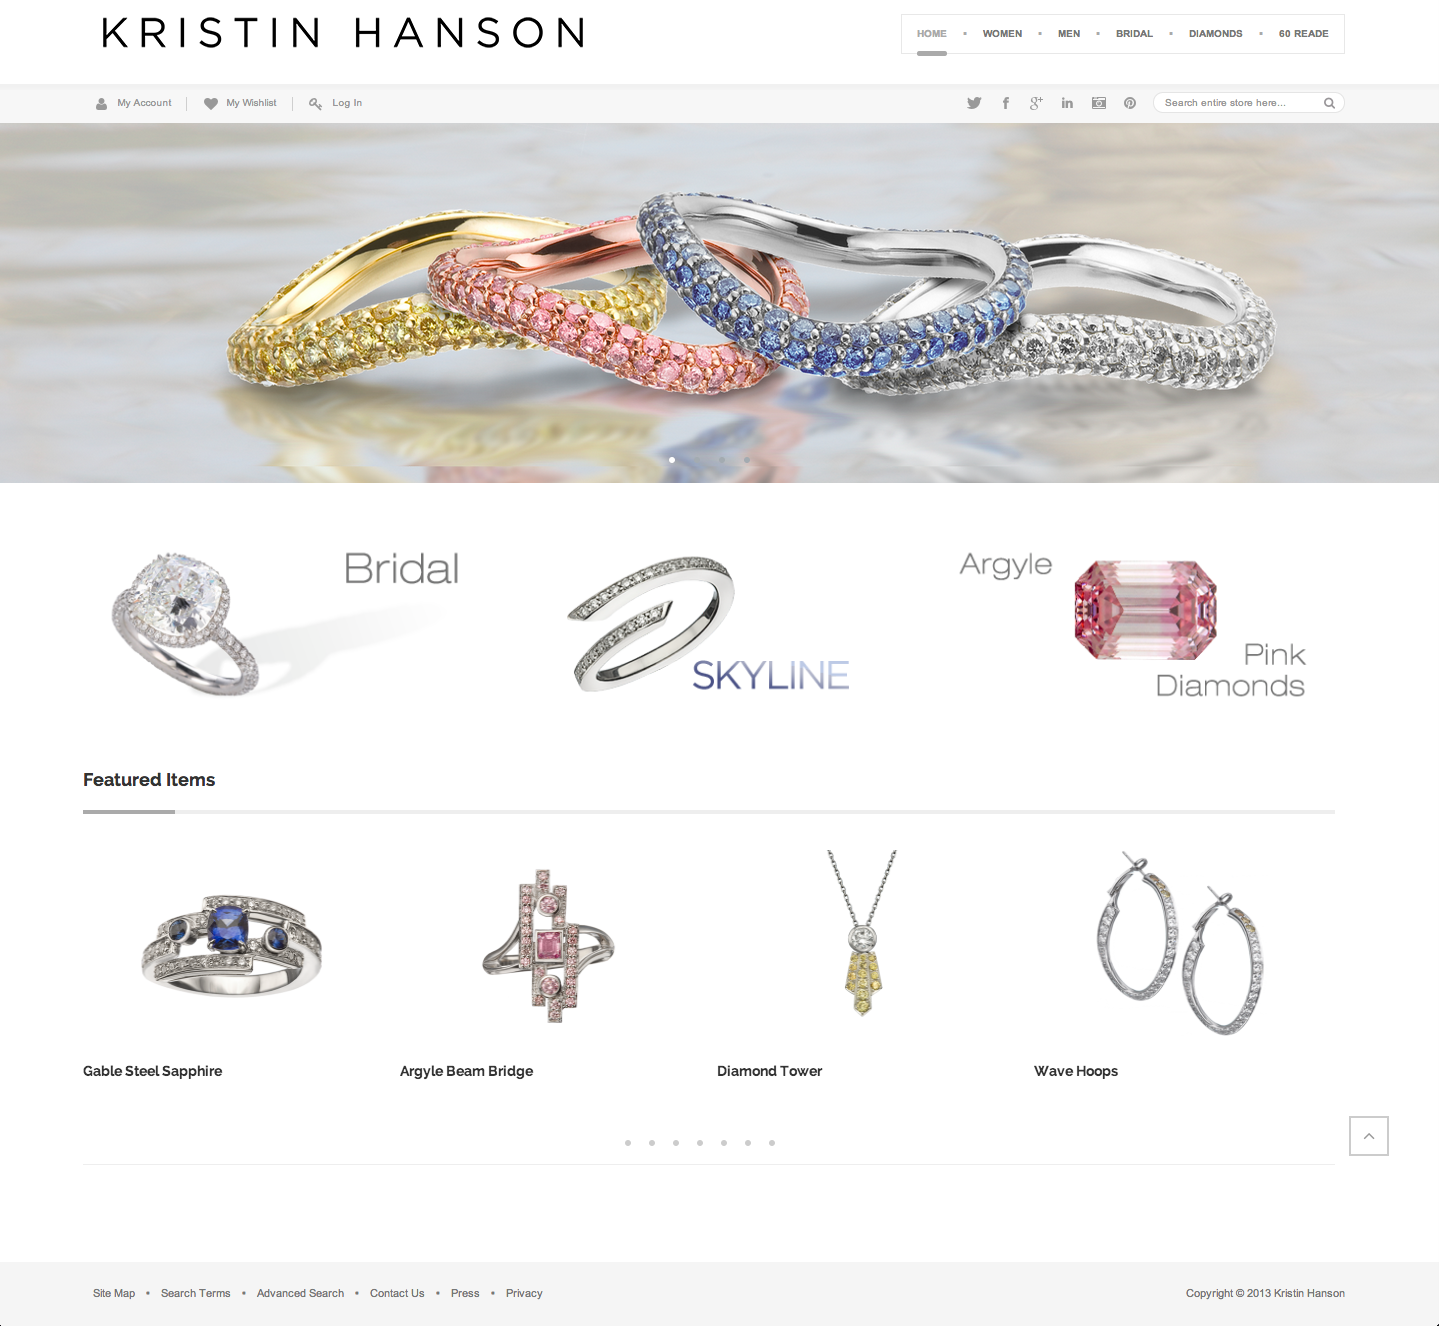 KRISTIN HANSON
HOME WOMEN MEN BRIDAL DIAMONDS 60 READE
My Account My Wishlist Log In
Search entire store here...
Bridal
SKYLINE
Argyle
Pink
Diamonds
Featured Items
Gable Steel Sapphire
Argyle Beam Bridge
Diamond Tower
Wave Hoops
Site Map • Search Terms • Advanced Search • Contact Us • Press • Privacy
Copyright © 2013 Kristin Hanson